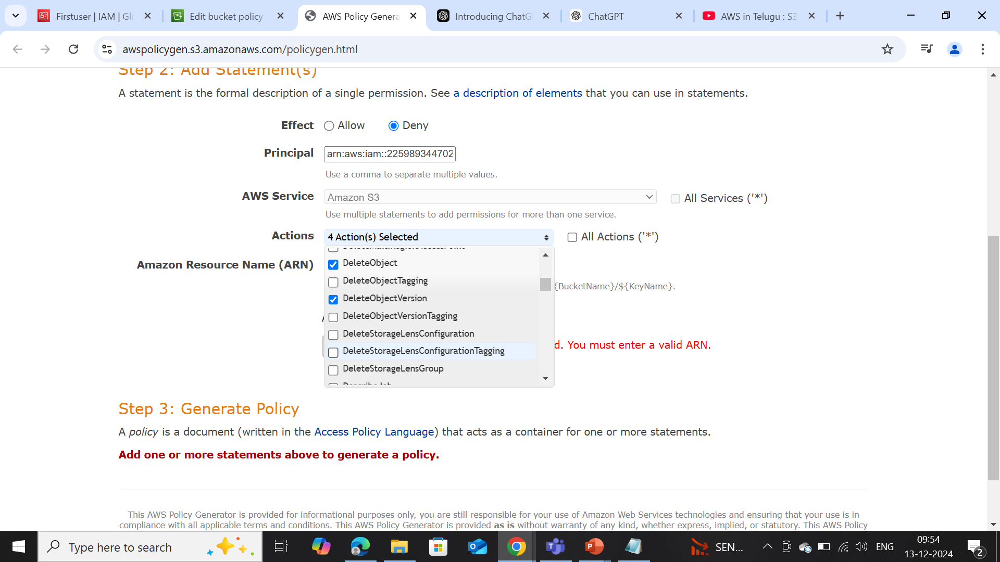 Firstuser | IAM | Glo
Edit bucket policy -
AWS Policy Genera
Introducing ChatG
ChatGPT
AWS in Telugu : S3
awspolicygen.s3.amazonaws.com/policygen.html
Step 2: Add Statement(s)
A statement is the formal description of a single permission. See a description of elements that you can use in statements.
Effect Allow Deny
Principal arn:aws:iam::225989344702
Use a comma to separate multiple values.
AWS Service Amazon S3 All Services ('*')
Use multiple statements to add permissions for more than one service.
Actions 4 Action(s) Selected All Actions ('*')
Amazon Resource Name (ARN)
DeleteObject
DeleteObjectTagging
{BucketName}/${KeyName}.
DeleteObjectVersion
DeleteObjectVersionTagging
DeleteStorageLensConfiguration
d. You must enter a valid ARN.
DeleteStorageLensConfigurationTagging
DeleteStorageLensGroup
Step 3: Generate Policy
A policy is a document (written in the Access Policy Language) that acts as a container for one or more statements.
Add one or more statements above to generate a policy.
This AWS Policy Generator is provided for informational purposes only, you are still responsible for your use of Amazon Web Services technologies and ensuring that your use is in
compliance with all applicable terms and conditions. This AWS Policy Generator is provided as is without warranty of any kind, whether express, implied, or statutory. This AWS Policy
Type here to search
SEN...
ENG
09:54
13-12-2024
2